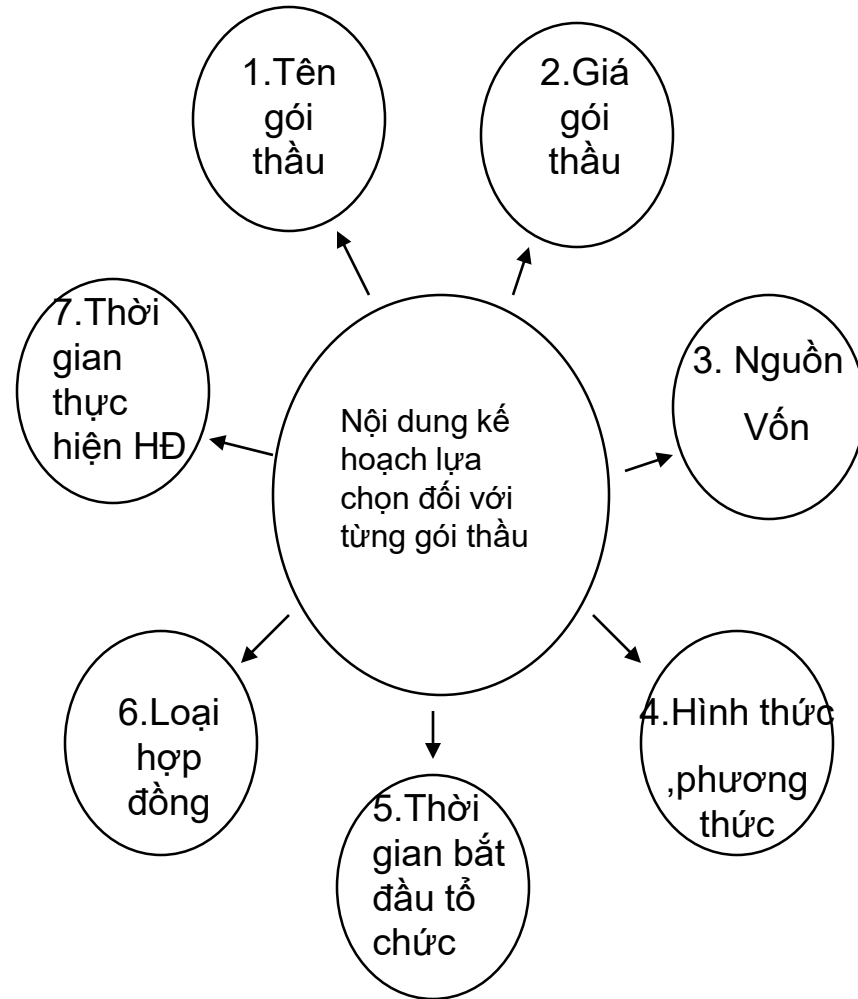 1.Tên
gói
thầu
2.Giá
gói
thầu
3. Nguồn
Vốn
4.Hình thức
,phương
thức
5.Thời
gian bắt
đầu tổ
chức
6.Loại
hợp
đồng
7.Thời
gian
thực
hiện HĐ
Nội dung kế
hoạch lựa
chọn đối với
từng gói thầu